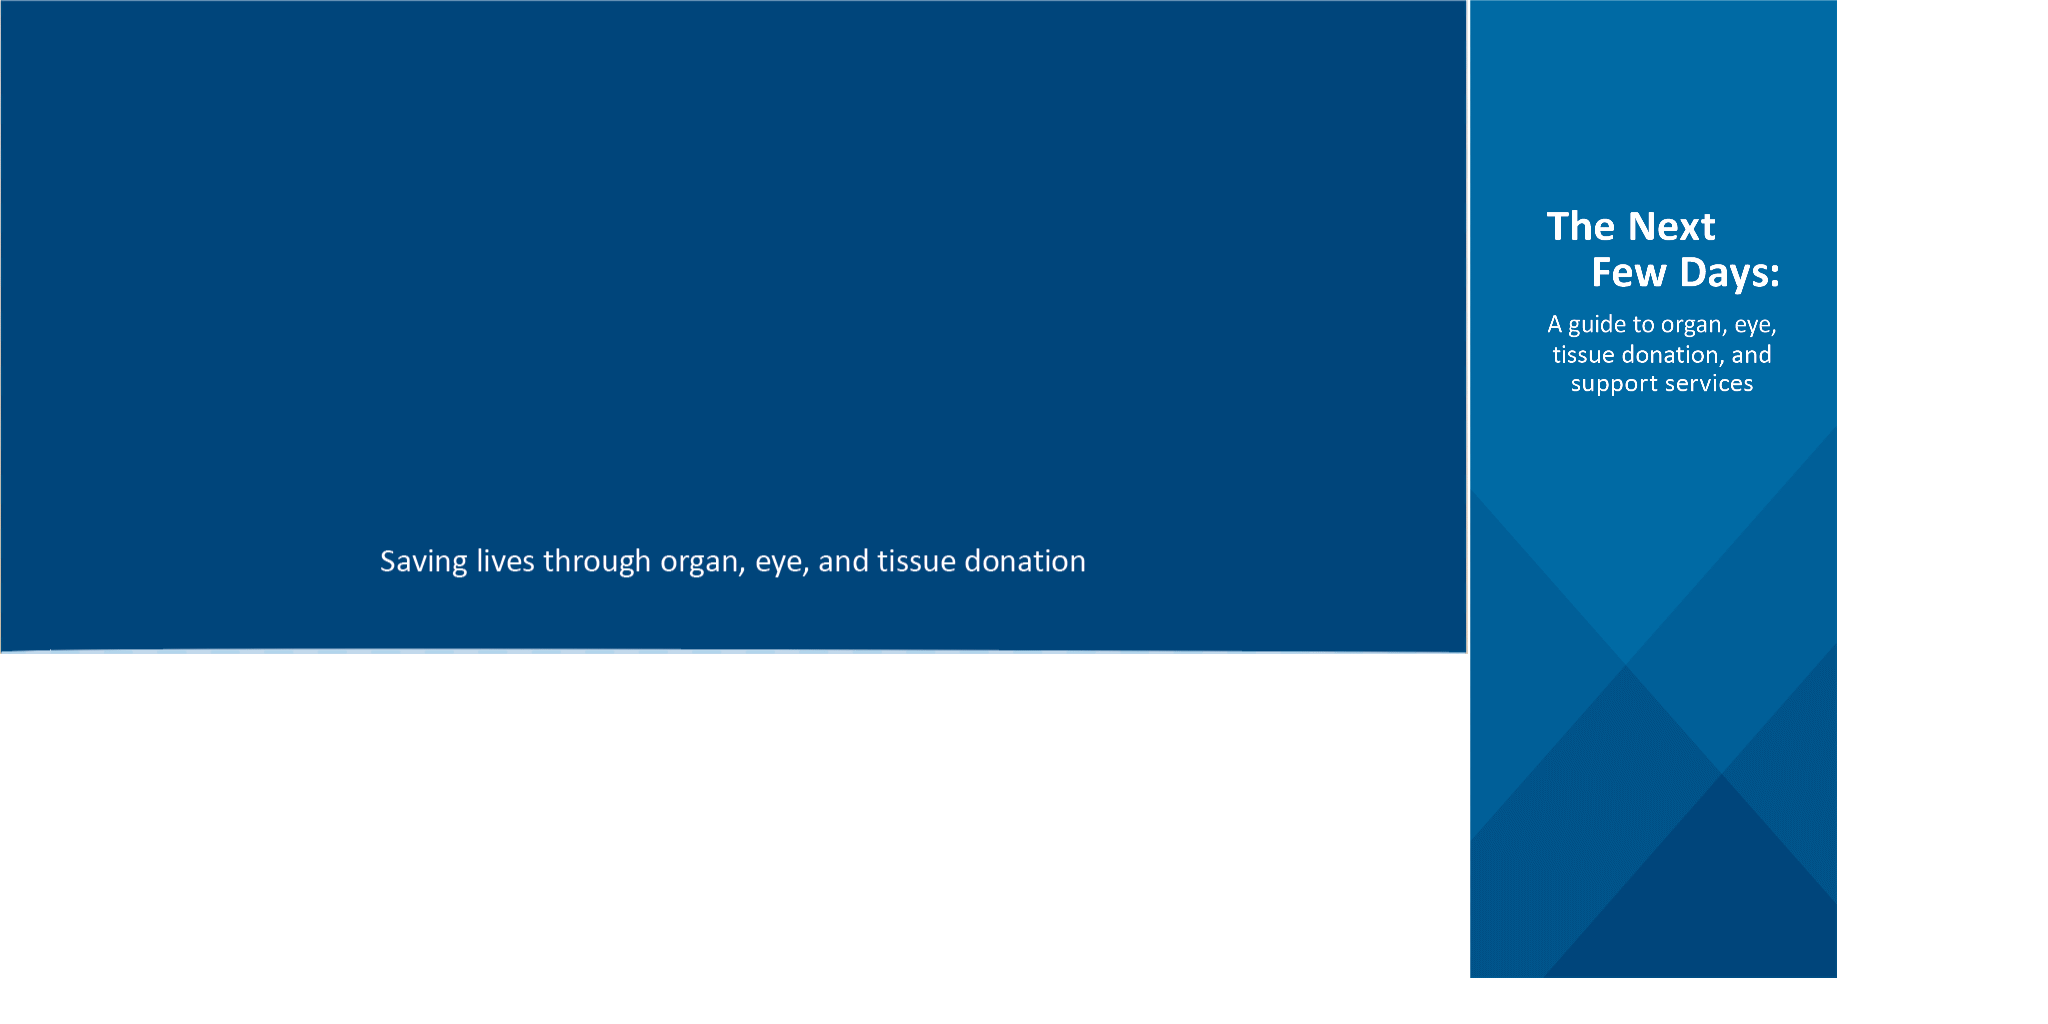 Saving lives through organ, eye, and tissue donation
The Next
Few Days:
A guide to organ, eye,
tissue donation, and
support services